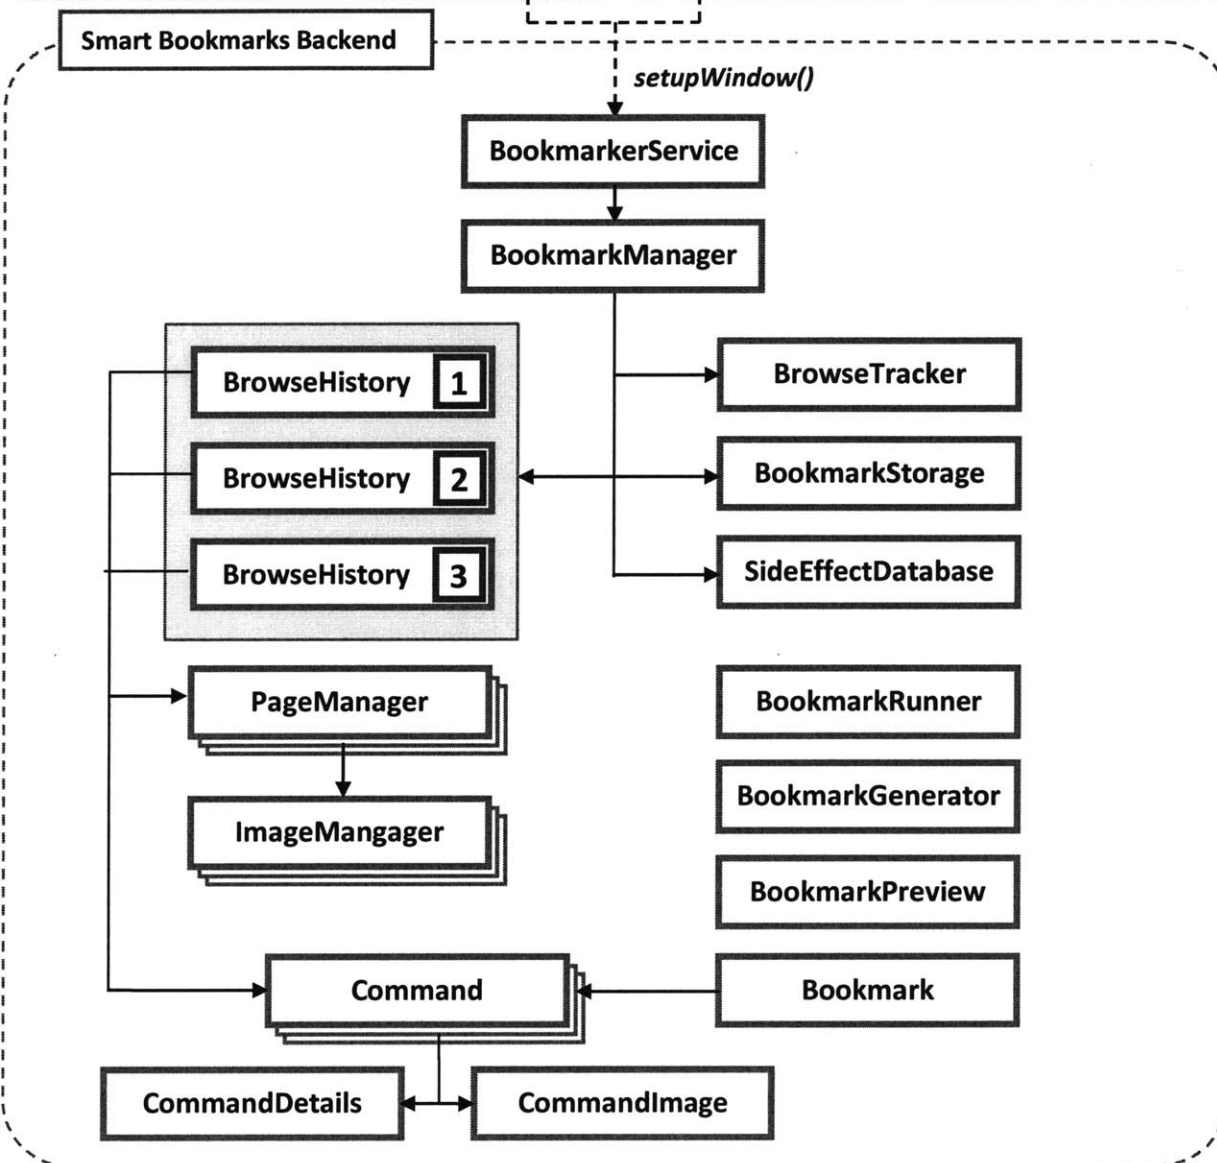 Smart Bookmarks Backend
setupWindow()
BookmarkerService
BookmarkManager
BrowseHistory 1
BrowseTracker
BrowseHistory 2
BookmarkStorage
BrowseHistory 3
SideEffectDatabase
PageManager
BookmarkRunner
BookmarkGenerator
ImageMangager
BookmarkPreview
Command
Bookmark
CommandDetails
CommandImage